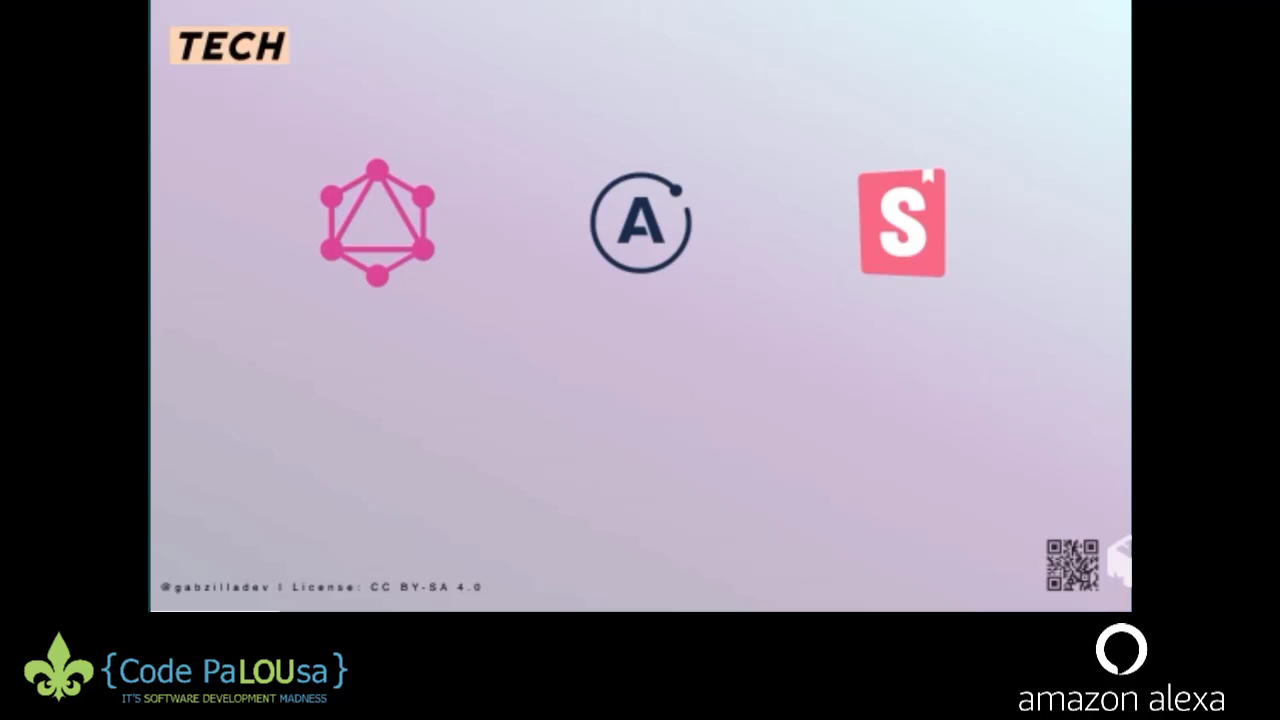 TECH
A
S
@gabzilladev | License: CC BY-SA 4.0
{Code PaLOUsa}
IT'S SOFTWARE DEVELOPMENT MADNESS
amazon alexa